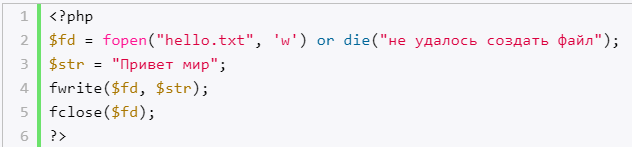 1 <?php
2 $fd = fopen("hello.txt", 'w') or die("не удалось создать файл");
3 $str = "Привет мир";
4 fwrite($fd, $str);
5 fclose($fd);
6 ?>